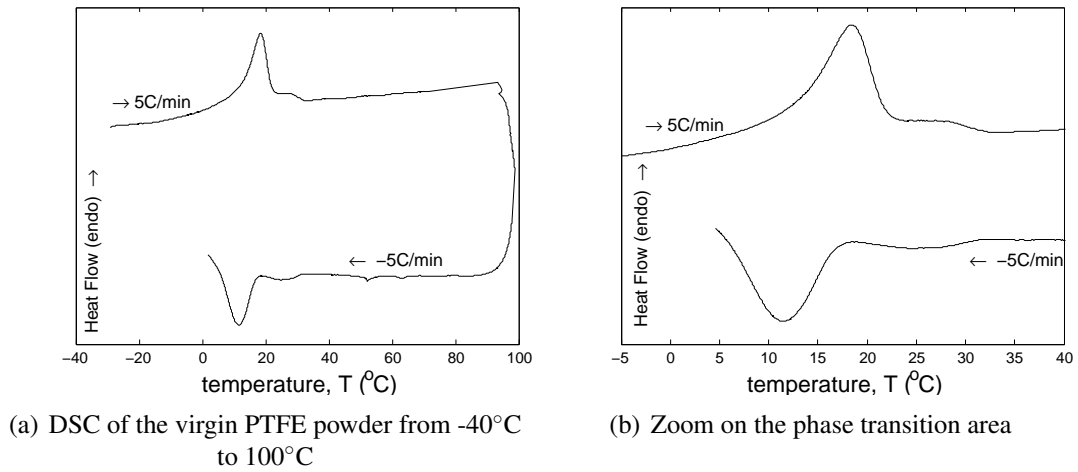 → 5C/min
← −5C/min
Heat Flow (endo) →
−40 −20 0 20 40 60 80 100
temperature, T (°C)
(a) DSC of the virgin PTFE powder from -40°C
to 100°C
→ 5C/min
← −5C/min
Heat Flow (endo) →
−5 0 5 10 15 20 25 30 35 40
temperature, T (°C)
(b) Zoom on the phase transition area